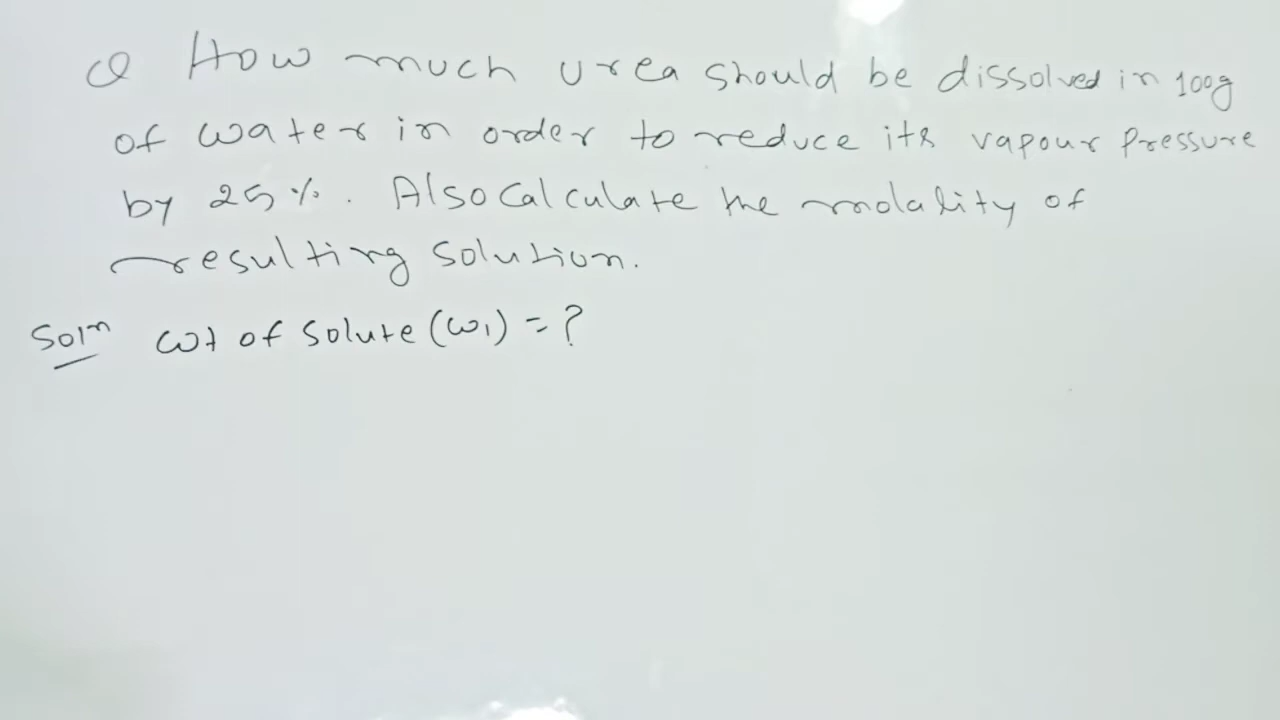 Q How much urea should be dissolved in 100g
of water in order to reduce its vapour pressure
by 25%. Also calculate the molality of
resulting solution.
Soln wt of solute (w1) = ?